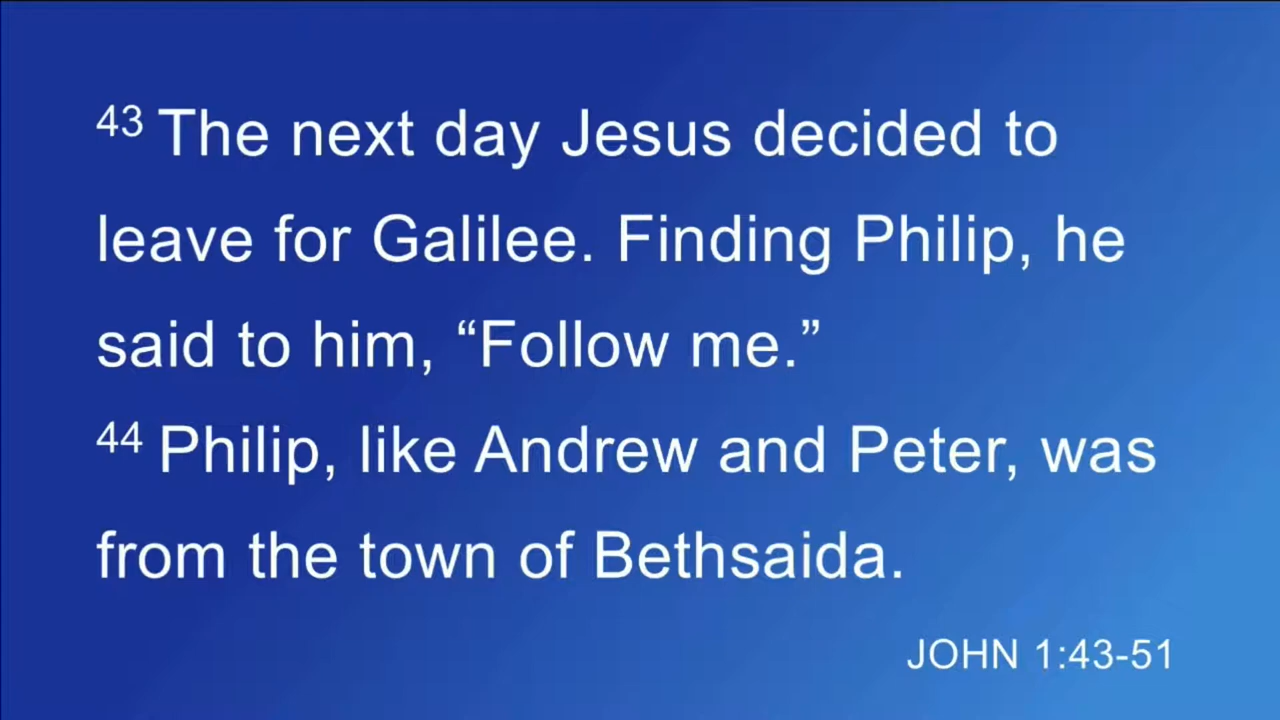 43 The next day Jesus decided to
leave for Galilee. Finding Philip, he
said to him, “Follow me.”
44 Philip, like Andrew and Peter, was
from the town of Bethsaida.
JOHN 1:43-51